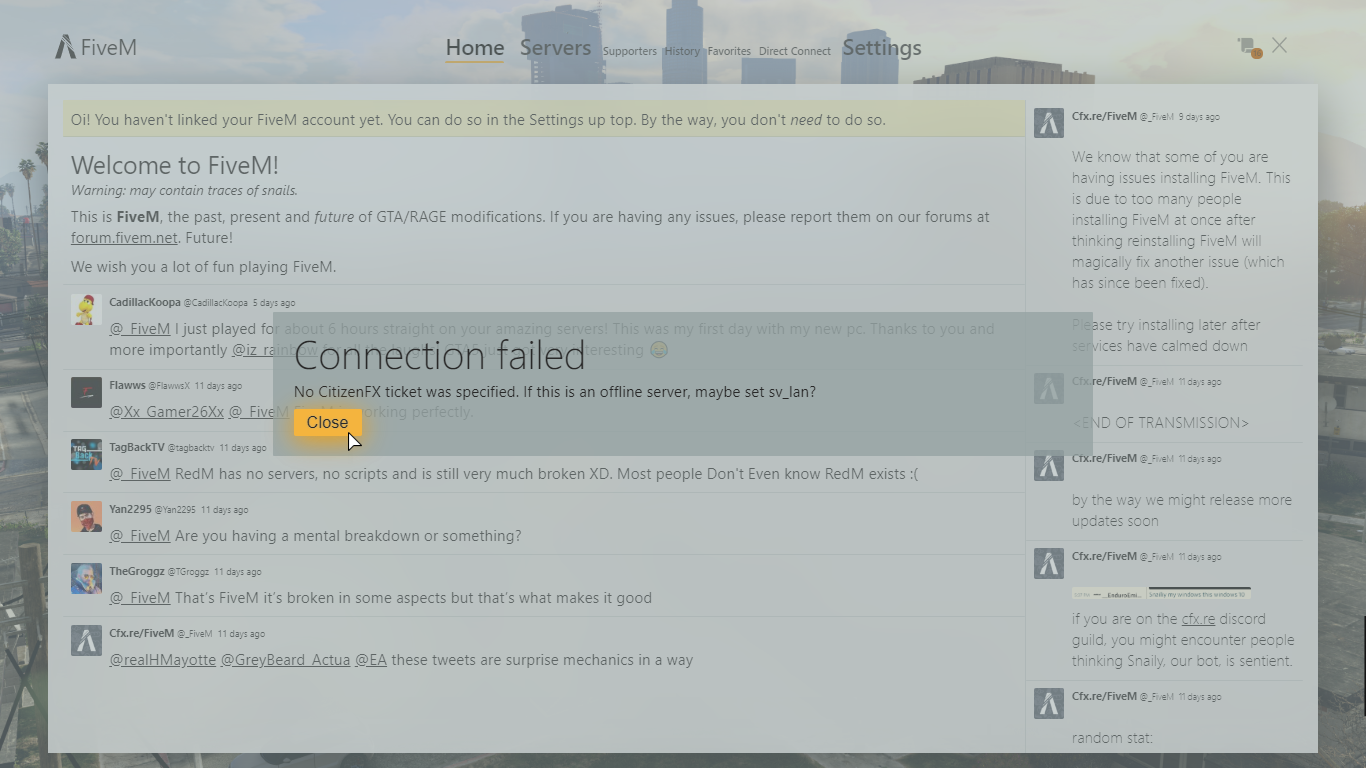 FiveM
Home Servers Supporters History Favorites Direct Connect Settings
Oi! You haven't linked your FiveM account yet. You can do so in the Settings up top. By the way, you don't need to do so.
Welcome to FiveM!
Warning: may contain traces of snails.
This is FiveM, the past, present and future of GTA/RAGE modifications. If you are having any issues, please report them on our forums at
forum.fivem.net. Future!
We wish you a lot of fun playing FiveM.
CadillacKoopa @CadillacKoopa 5 days ago
@_FiveM I just played for about 6 hours straight on your amazing servers! This was my first day with my new pc. Thanks to you and
more importantly @iz_rainbow
Connection failed
No CitizenFX ticket was specified. If this is an offline server, maybe set sv_lan?
Close
Flawws @FlawwsX 11 days ago
@Xx_Gamer26Xx @_FiveM working perfectly.
TagBackTV @tagbacktv 11 days ago
@_FiveM RedM has no servers, no scripts and is still very much broken XD. Most people Don't Even know RedM exists :(
Yan2295 @Yan2295 11 days ago
@_FiveM Are you having a mental breakdown or something?
TheGroggz @TGroggz 11 days ago
@_FiveM That's FiveM it's broken in some aspects but that's what makes it good
Cfx.re/FiveM @_FiveM 11 days ago
@realHMayotte @GreyBeard_Actua @EA these tweets are surprise mechanics in a way
Cfx.re/FiveM @_FiveM 9 days ago
We know that some of you are
having issues installing FiveM. This
is due to too many people
installing FiveM at once after
thinking reinstalling FiveM will
magically fix another issue (which
has since been fixed).
Please try installing later after
services have calmed down
Cfx.re/FiveM @_FiveM 11 days ago
<END OF TRANSMISSION>
Cfx.re/FiveM @_FiveM 11 days ago
by the way we might release more
updates soon
Cfx.re/FiveM @_FiveM 11 days ago
if you are on the cfx.re discord
guild, you might encounter people
thinking Snaily, our bot, is sentient.
Cfx.re/FiveM @_FiveM 11 days ago
random stat: